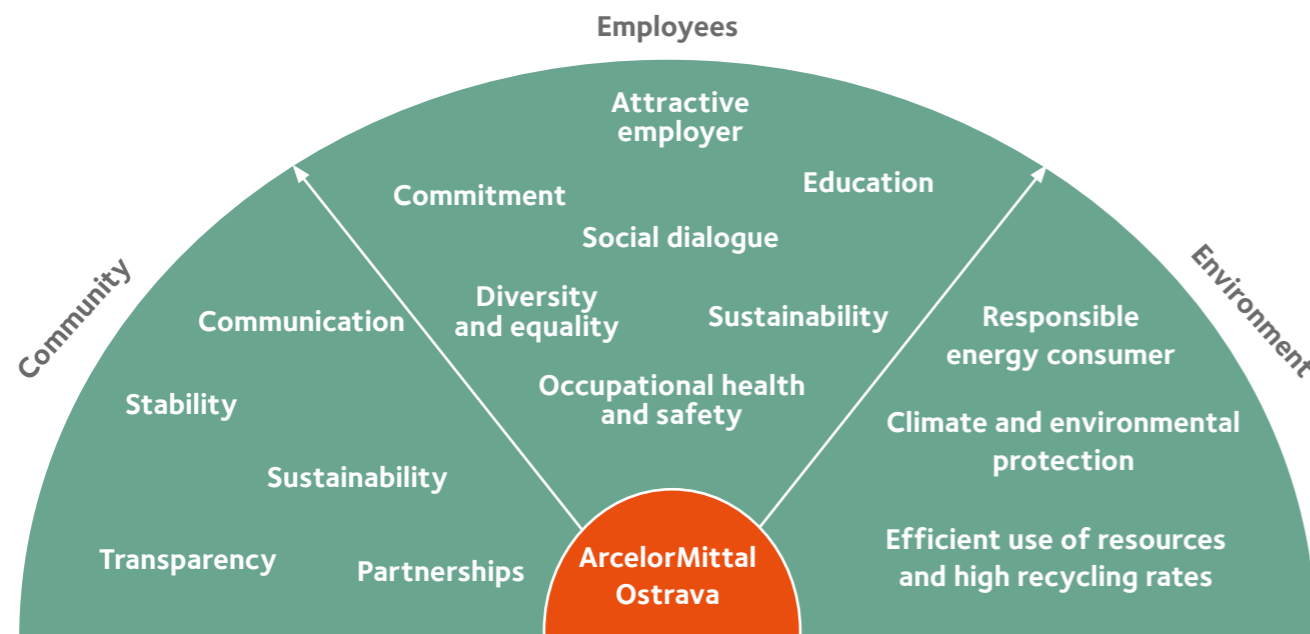 Employees
Attractive
employer
Commitment
Education
Social dialogue
Diversity
and equality
Sustainability
Occupational health
and safety
Community
Communication
Stability
Sustainability
Transparency
Partnerships
Environment
Responsible
energy consumer
Climate and environmental
protection
Efficient use of resources
and high recycling rates
ArcelorMittal
Ostrava